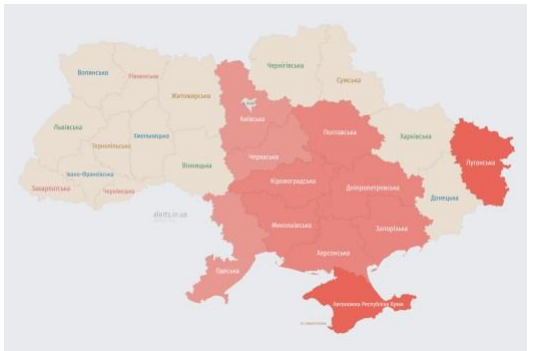 Чернігівська
Волинська
Рівненська
Сумська
Житомирська
Київська
Львівська
Полтавська
Хмельницька
Харківська
Тернопільська
Черкаська
Луганська
Вінницька
Івано-Франківська
Кіровоградська
Дніпропетровська
Закарпатська
Чернівецька
Донецька
alerts.in.ua
Миколаївська
Запорізька
Херсонська
Одеська
Автономна Республіка Крим